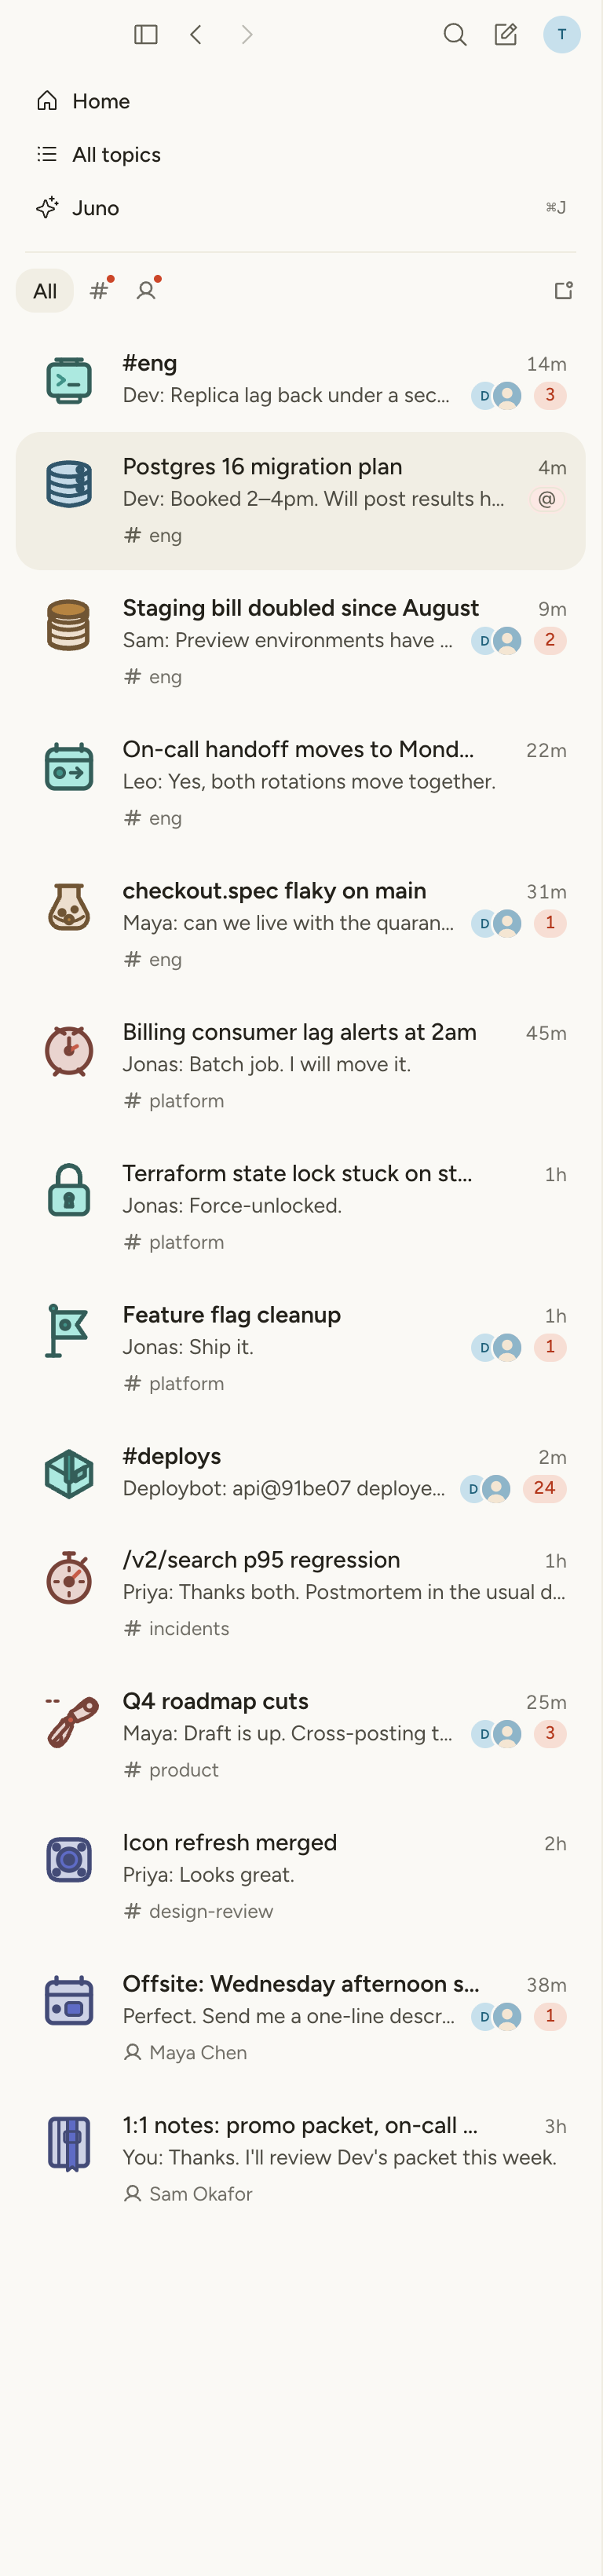 T
Home
All topics
Juno ⌘J
All
#eng 14m
Dev: Replica lag back under a sec... D 3
Postgres 16 migration plan 4m
Dev: Booked 2–4pm. Will post results h... @
# eng
Staging bill doubled since August 9m
Sam: Preview environments have ... D 2
# eng
On-call handoff moves to Mond... 22m
Leo: Yes, both rotations move together.
# eng
checkout.spec flaky on main 31m
Maya: can we live with the quaran... D 1
# eng
Billing consumer lag alerts at 2am 45m
Jonas: Batch job. I will move it.
# platform
Terraform state lock stuck on st... 1h
Jonas: Force-unlocked.
# platform
Feature flag cleanup 1h
Jonas: Ship it. D 1
# platform
#deploys 2m
Deploybot: api@91be07 deploye... D 24
/v2/search p95 regression 1h
Priya: Thanks both. Postmortem in the usual d...
# incidents
Q4 roadmap cuts 25m
Maya: Draft is up. Cross-posting t... D 3
# product
Icon refresh merged 2h
Priya: Looks great.
# design-review
Offsite: Wednesday afternoon s... 38m
Perfect. Send me a one-line descr... D 1
Maya Chen
1:1 notes: promo packet, on-call ... 3h
You: Thanks. I'll review Dev's packet this week.
Sam Okafor